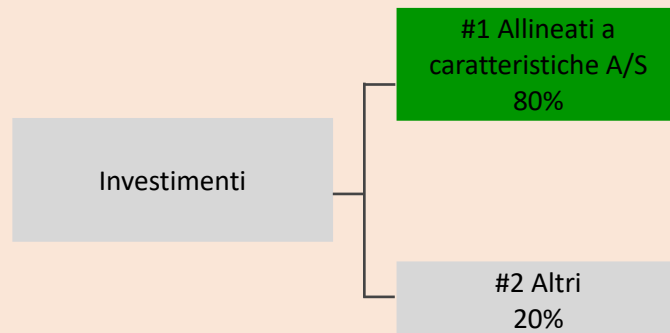 #1 Allineati a
caratteristiche A/S
80%
Investimenti
#2 Altri
20%